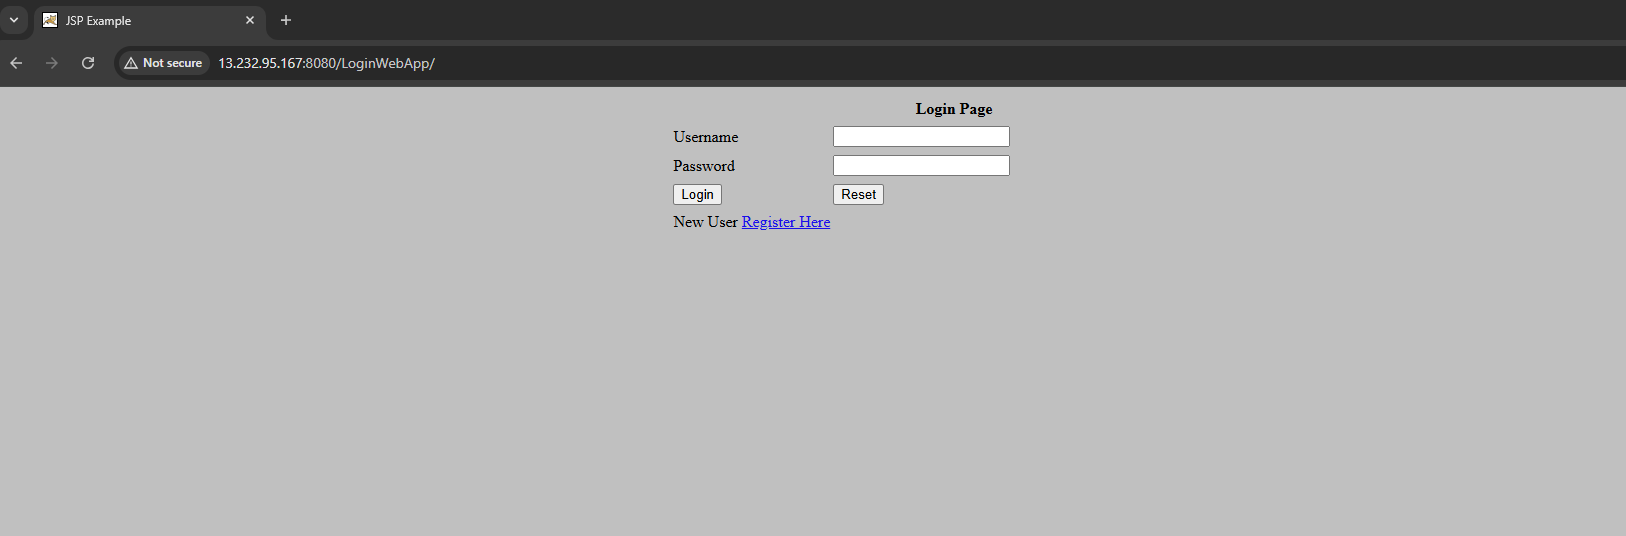 JSP Example
Not secure 13.232.95.167:8080/LoginWebApp/
Login Page
Username
Password
Login Reset
New User Register Here